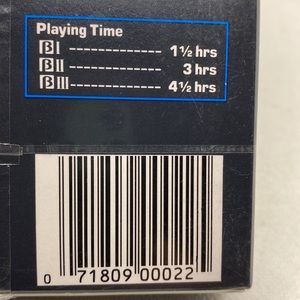 Playing Time
βI ------------- 1½ hrs
βII ------------- 3 hrs
βIII ------------- 4½ hrs
0 71809 00022